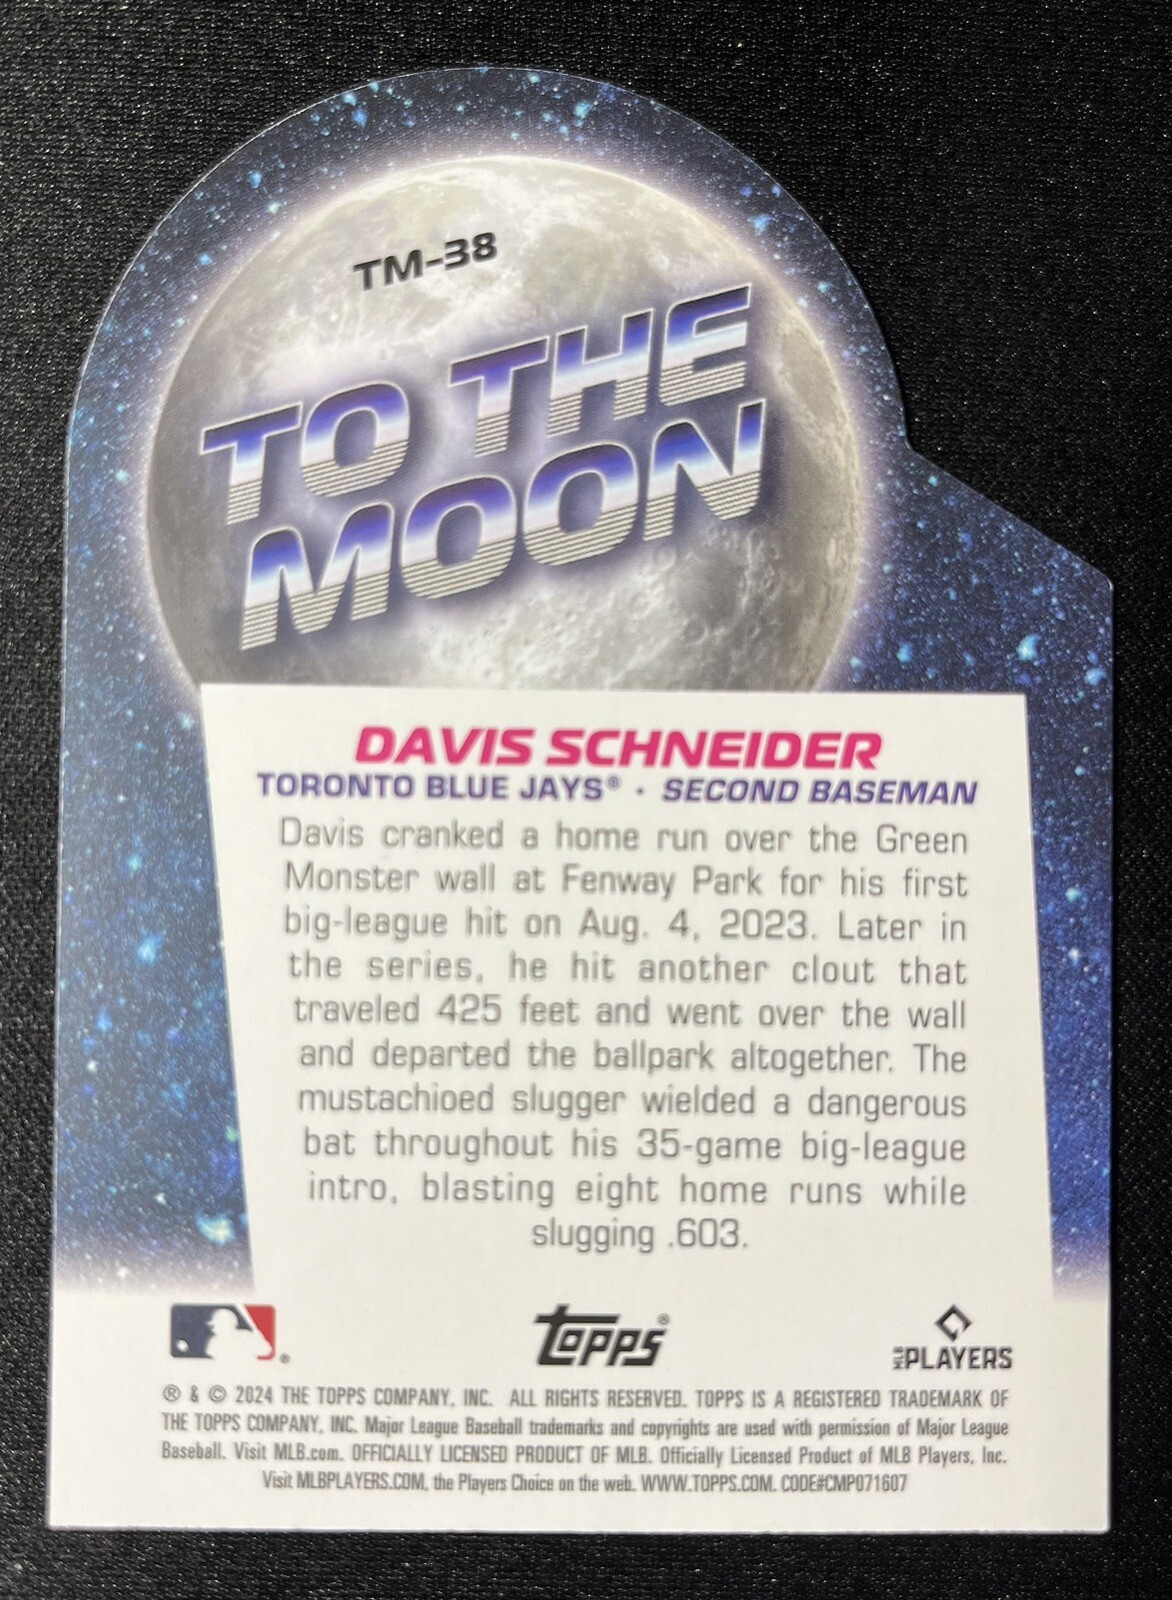 TM-38
TO THE
MOON
DAVIS SCHNEIDER
TORONTO BLUE JAYS® · SECOND BASEMAN
Davis cranked a home run over the Green
Monster wall at Fenway Park for his first
big-league hit on Aug. 4, 2023. Later in
the series, he hit another clout that
traveled 425 feet and went over the wall
and departed the ballpark altogether. The
mustachioed slugger wielded a dangerous
bat throughout his 35-game big-league
intro, blasting eight home runs while
slugging .603.
® topps® MLB PLAYERS
® & © 2024 THE TOPPS COMPANY, INC. ALL RIGHTS RESERVED. TOPPS IS A REGISTERED TRADEMARK OF
THE TOPPS COMPANY, INC. Major League Baseball trademarks and copyrights are used with permission of Major League
Baseball. Visit MLB.com. OFFICIALLY LICENSED PRODUCT OF MLB. Officially Licensed Product of MLB Players, Inc.
Visit MLBPLAYERS.COM, the Players Choice on the web. WWW.TOPPS.COM. CODE#CMP071607